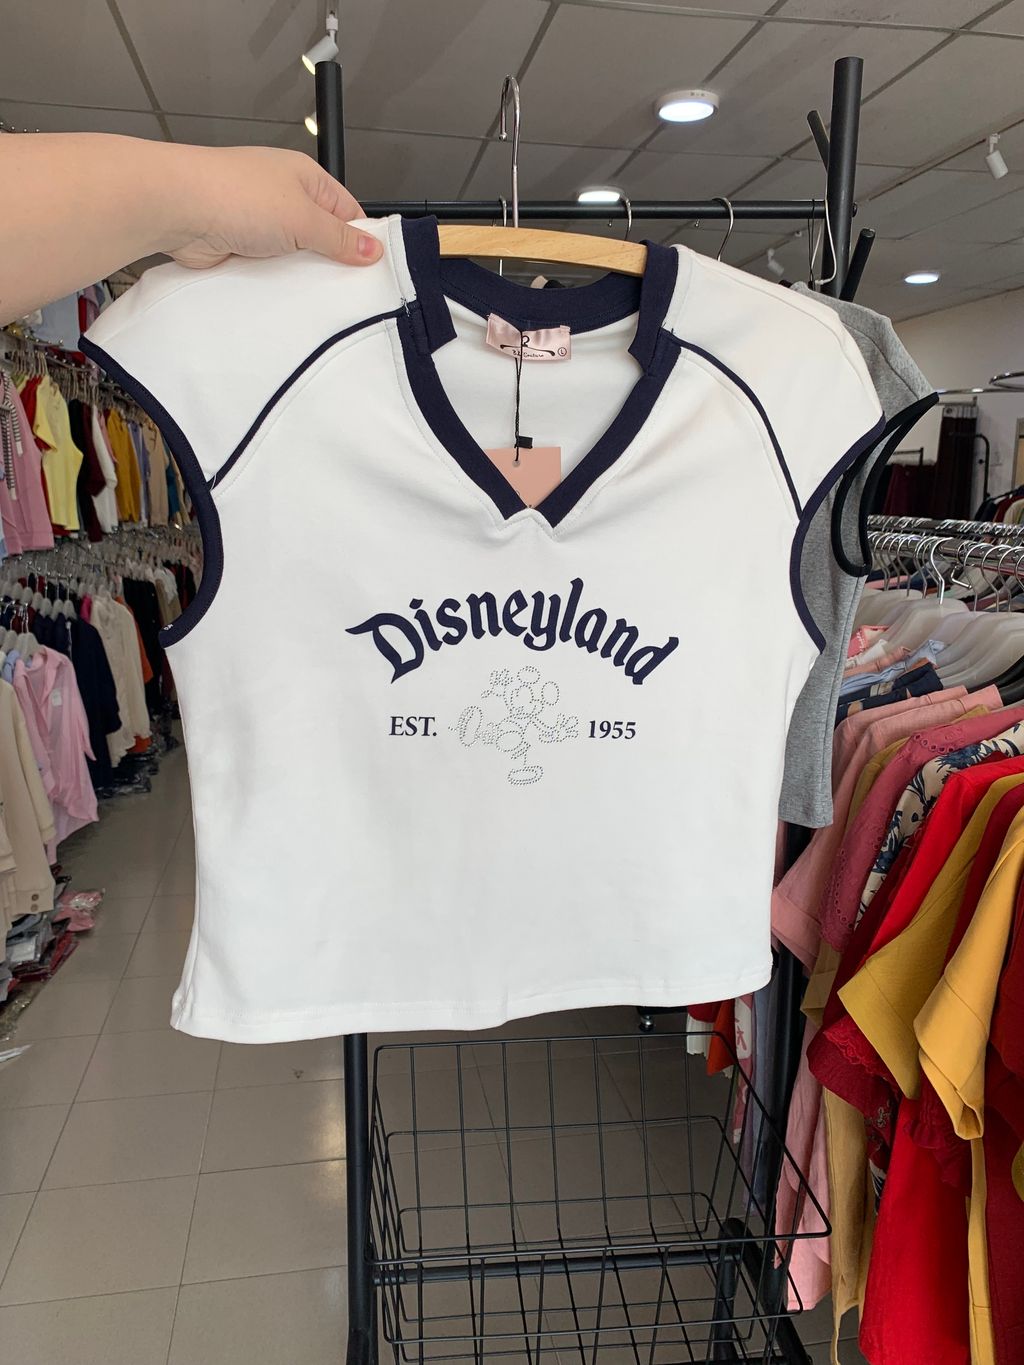 L
Disneyland
EST. 1955